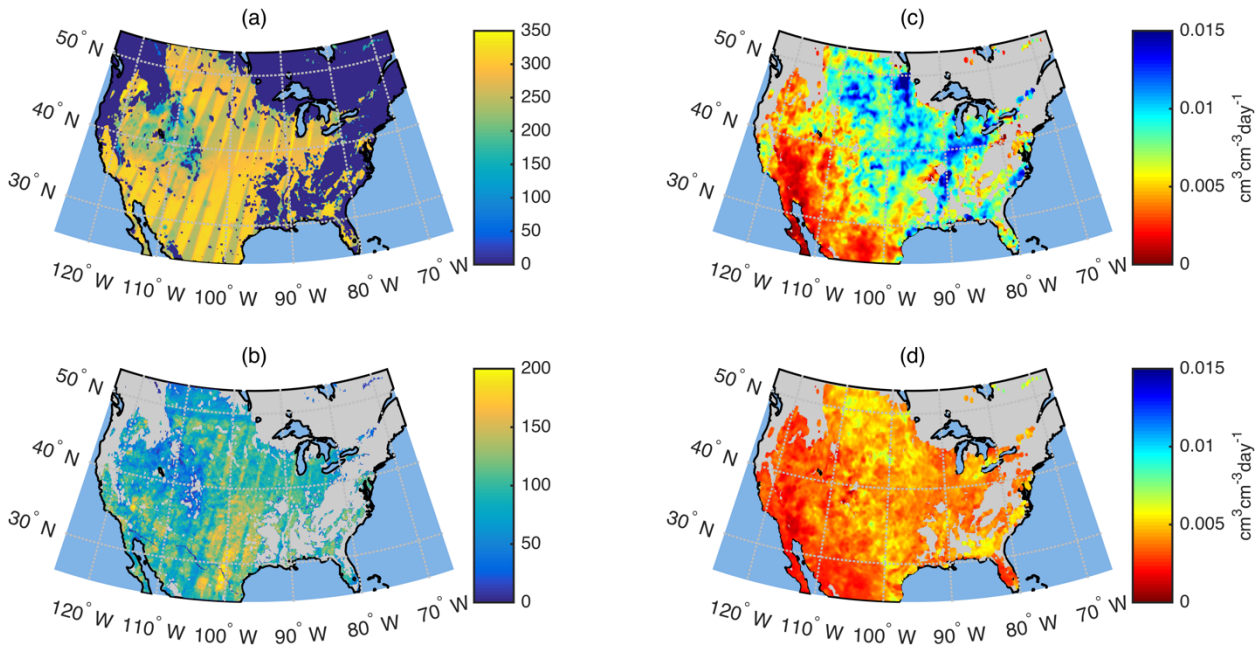 (a)
50° N
40° N
30° N
120° W
110° W
100° W
90° W
80° W
70° W
350
300
250
200
150
100
50
0
(c)
50° N
40° N
30° N
120° W
110° W
100° W
90° W
80° W
70° W
0.015
0.01
0.005
0
cm³cm⁻³day⁻¹
(b)
50° N
40° N
30° N
120° W
110° W
100° W
90° W
80° W
70° W
200
150
100
50
0
(d)
50° N
40° N
30° N
120° W
110° W
100° W
90° W
80° W
70° W
0.015
0.01
0.005
0
cm³cm⁻³day⁻¹